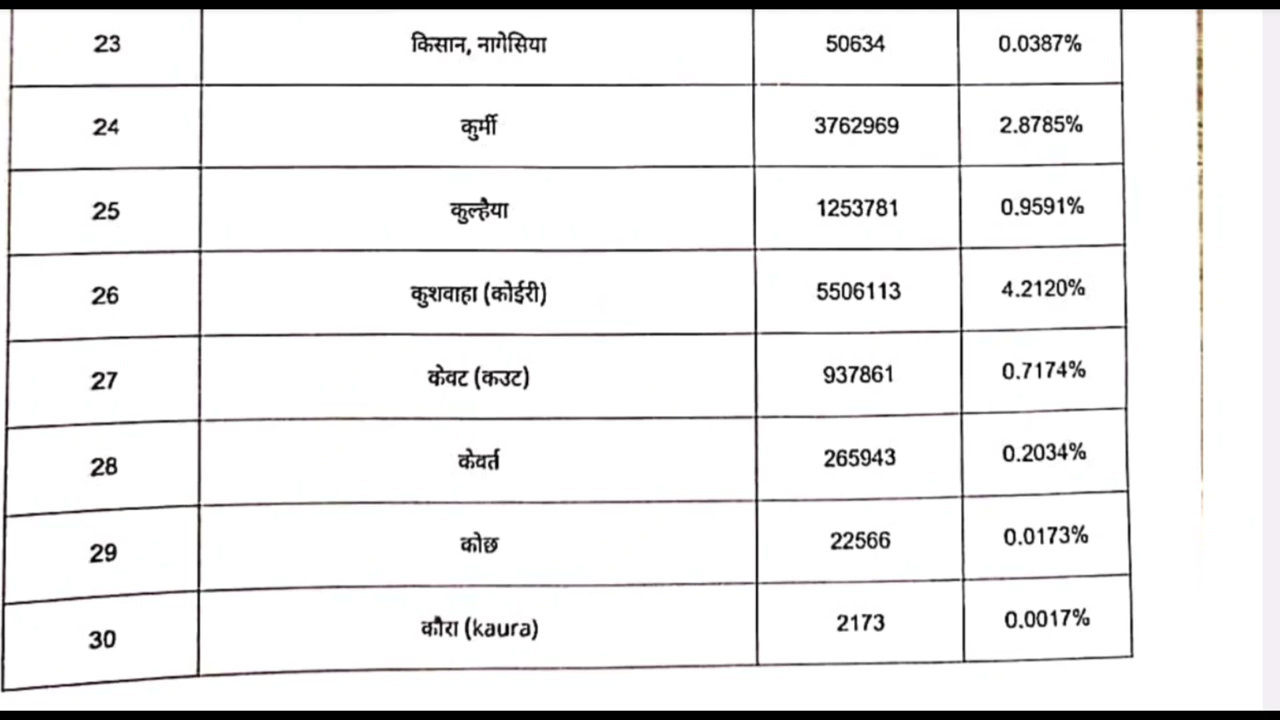 23 किसान, नागेसिया 50634 0.0387%
24 कुर्मी 3762969 2.8785%
25 कुल्हैया 1253781 0.9591%
26 कुशवाहा (कोईरी) 5506113 4.2120%
27 केवट (कउट) 937861 0.7174%
28 केवर्त 265943 0.2034%
29 कोछ 22566 0.0173%
30 कौरा (kaura) 2173 0.0017%